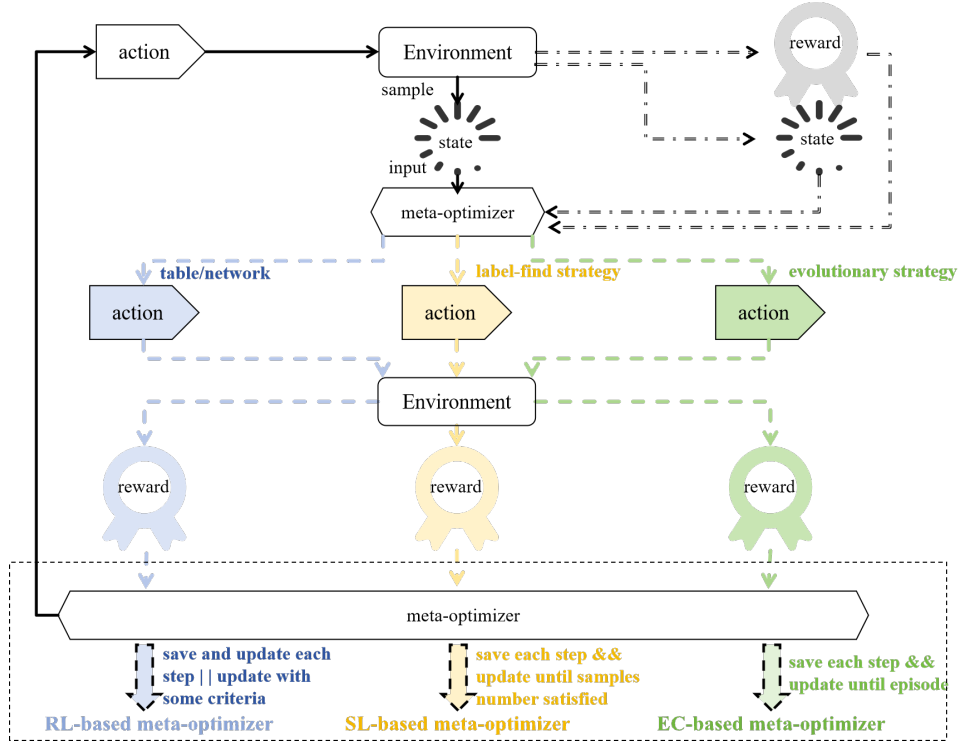 action
Environment
reward
sample
state
state
input
meta-optimizer
table/network
label-find strategy
evolutionary strategy
action
action
action
Environment
reward
reward
reward
meta-optimizer
save and update each
step || update with
some criteria
save each step &&
update until samples
number satisfied
save each step &&
update until episode
RL-based meta-optimizer
SL-based meta-optimizer
EC-based meta-optimizer